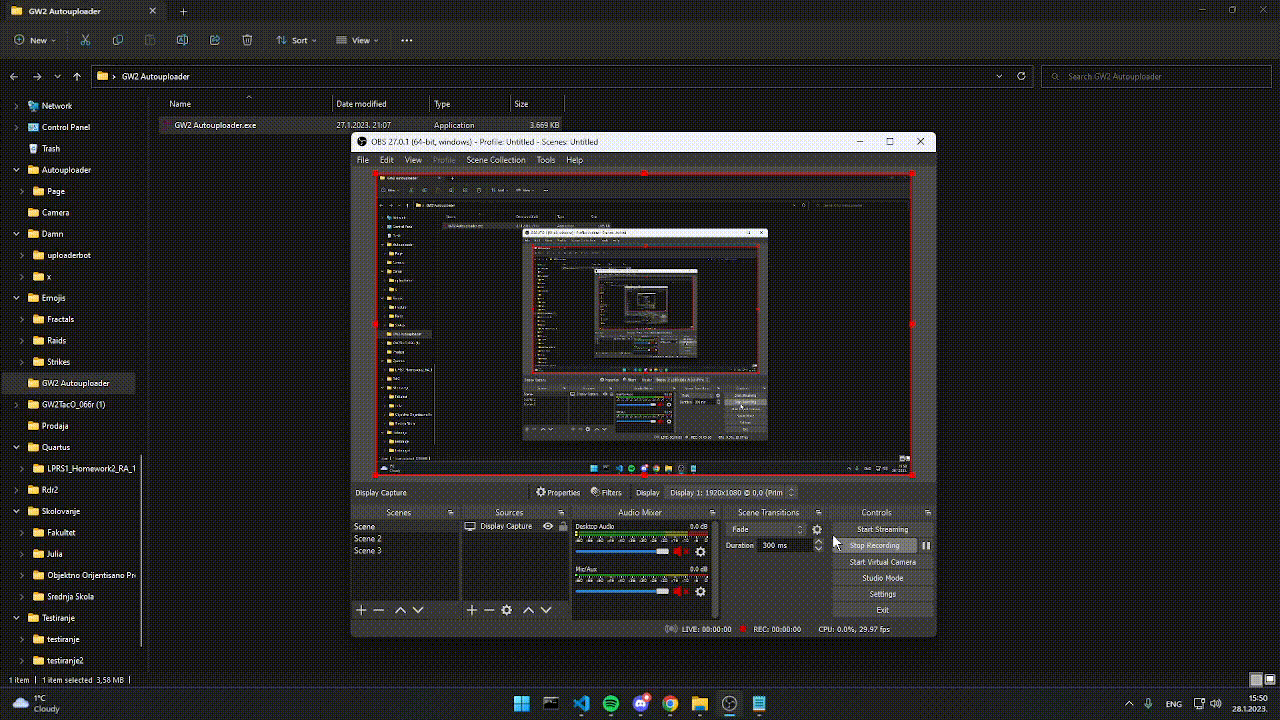 GW2 Autouploader
New
Sort
View
GW2 Autouploader
Search GW2 Autouploader
Name
Date modified
Type
Size
GW2 Autouploader.exe
27.1.2023. 21:07
Application
3.669 KB
Network
Control Panel
Trash
Autouploader
Page
Camera
Damn
uploaderbot
x
Emojis
Fractals
Raids
Strikes
GW2 Autouploader
GW2TacO_066r (1)
Prodaja
Quartus
LPRS1_Homework2_RA_1
Rdr2
Skolovanje
Fakultet
Julia
Objektno Orijentisano Pr
Srednja Skola
Testiranje
testiranje
testiranje2
1 item
1 item selected 3,58 MB
OBS 27.0.1 (64-bit, windows) - Profile: Untitled - Scenes: Untitled
File Edit View Profile Scene Collection Tools Help
Display Capture
Properties
Filters
Display
Display 1: 1920x1080 @ 0,0 (Prim
Scenes
Scene
Scene 2
Scene 3
Sources
Display Capture
Audio Mixer
Desktop Audio
0.0 dB
Mic/Aux
0.0 dB
Scene Transitions
Fade
Duration
300 ms
Controls
Start Streaming
Stop Recording
Start Virtual Camera
Studio Mode
Settings
Exit
LIVE: 00:00:00
REC: 00:00:00
CPU: 0.0%, 29.97 fps
1°C
Cloudy
ENG
15:50
28.1.2023.